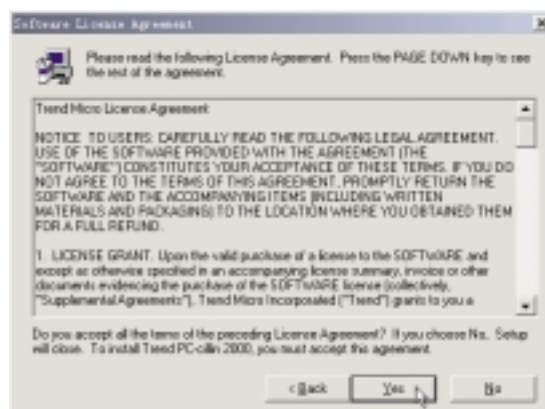 Software License Agreement
Please read the following License Agreement. Press the PAGE DOWN key to see
the rest of the agreement.
Trend Micro License Agreement
NOTICE TO USERS: CAREFULLY READ THE FOLLOWING LEGAL AGREEMENT.
USE OF THE SOFTWARE PROVIDED WITH THE AGREEMENT (THE
"SOFTWARE") CONSTITUTES YOUR ACCEPTANCE OF THESE TERMS. IF YOU DO
NOT AGREE TO THE TERMS OF THIS AGREEMENT, PROMPTLY RETURN THE
SOFTWARE AND THE ACCOMPANYING ITEMS (INCLUDING WRITTEN
MATERIALS AND PACKAGING) TO THE LOCATION WHERE YOU OBTAINED THEM
FOR A FULL REFUND.
1. LICENSE GRANT. Upon the valid purchase of a license to the SOFTWARE and
except as otherwise specified in an accompanying license summary, invoice or other
documents evidencing the purchase of the SOFTWARE license (collectively,
"Supplemental Agreements"), Trend Micro Incorporated ("Trend") grants to you a
Do you accept all the terms of the preceding License Agreement? If you choose No, Setup
will close. To install Trend PC-cillin 2000, you must accept this agreement.
< Back Yes No